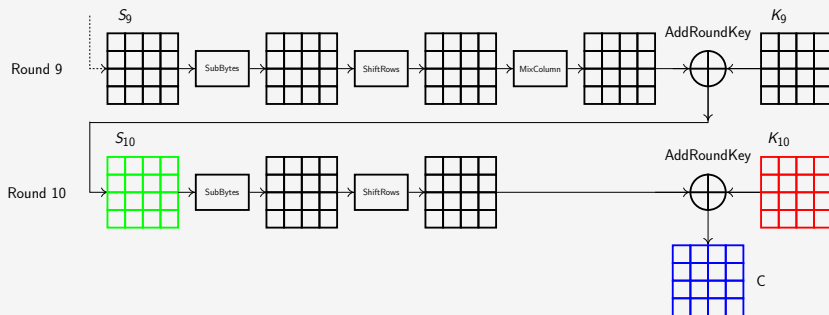 S9
K9
AddRoundKey
Round 9
SubBytes
ShiftRows
MixColumn
S10
K10
AddRoundKey
Round 10
SubBytes
ShiftRows
C